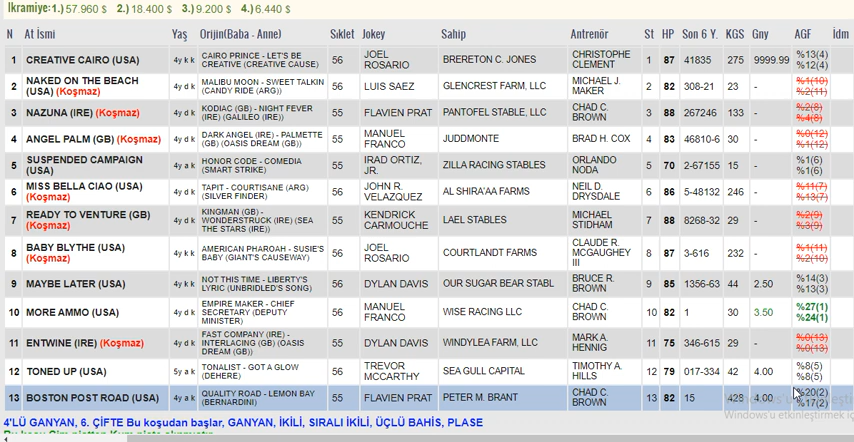 İkramiye:1.) 57.960 $ 2.) 18.400 $ 3.) 9.200 $ 4.) 6.440 $
N At İsmi Yaş Orijin(Baba - Anne) Sıklet Jokey Sahip Antrenör St HP Son 6 Y. KGS Gny AGF İdm
1 CREATIVE CAIRO (USA) 4y k k CAIRO PRINCE - LET'S BE CREATIVE (CREATIVE CAUSE) 56 JOEL ROSARIO BRERETON C. JONES CHRISTOPHE CLEMENT 1 87 41835 275 9999.99 %13(4) %12(4)
2 NAKED ON THE BEACH (USA) (Koşmaz) 4y d k MALIBU MOON - SWEET TALKIN (CANDY RIDE (ARG)) 56 LUIS SAEZ GLENCREST FARM, LLC MICHAEL J. MAKER 2 82 308-21 23 - %1(10) %2(11)
3 NAZUNA (IRE) (Koşmaz) 4y d k KODIAC (GB) - NIGHT FEVER (IRE) (GALILEO (IRE)) 55 FLAVIEN PRAT PANTOFEL STABLE, LLC CHAD C. BROWN 3 88 267246 133 - %2(8) %4(8)
4 ANGEL PALM (GB) (Koşmaz) 4y d k DARK ANGEL (IRE) - PALMETTE (GB) (OASIS DREAM (GB)) 55 MANUEL FRANCO JUDDMONTE BRAD H. COX 4 83 46810-6 30 - %0(12) %1(12)
5 SUSPENDED CAMPAIGN (USA) 4y a k HONOR CODE - COMEDIA (SMART STRIKE) 55 IRAD ORTIZ, JR. ZILLA RACING STABLES ORLANDO NODA 5 70 2-67155 15 - %1(6) %1(6)
6 MISS BELLA CIAO (USA) (Koşmaz) 4y d k TAPIT - COURTISANE (ARG) (SILVER FINDER) 56 JOHN R. VELAZQUEZ AL SHIRA'AA FARMS NEIL D. DRYSDALE 6 86 5-48132 246 - %11(7) %13(7)
7 READY TO VENTURE (GB) (Koşmaz) 4y d k KINGMAN (GB) - WONDERSTRUCK (IRE) (SEA THE STARS (IRE)) 55 KENDRICK CARMOUCHE LAEL STABLES MICHAEL STIDHAM 7 88 8268-32 29 - %2(9) %3(9)
8 BABY BLYTHE (USA) (Koşmaz) 4y k k AMERICAN PHAROAH - SUSIE'S BABY (GIANT'S CAUSEWAY) 56 JOEL ROSARIO COURTLANDT FARMS CLAUDE R. MCGAUGHEY III 8 87 3-616 232 - %1(11) %2(10)
9 MAYBE LATER (USA) 4y k k NOT THIS TIME - LIBERTY'S LYRIC (UNBRIDLED'S SONG) 56 DYLAN DAVIS OUR SUGAR BEAR STABL BRUCE R. BROWN 9 85 1356-63 44 2.50 %14(3) %13(3)
10 MORE AMMO (USA) 4y d k EMPIRE MAKER - CHIEF SECRETARY (DEPUTY MINISTER) 56 MANUEL FRANCO WISE RACING LLC CHAD C. BROWN 10 82 1 30 3.50 %27(1) %24(1)
11 ENTWINE (IRE) (Koşmaz) 4y d k FAST COMPANY (IRE) - INTERLACING (GB) (OASIS DREAM (GB)) 55 DYLAN DAVIS WINDYLEA FARM, LLC MARK A. HENNIG 11 75 346-615 29 - %0(13) %0(13)
12 TONED UP (USA) 5y a k TONALIST - GOT A GLOW (DEHERE) 56 TREVOR MCCARTHY SEA GULF CAPITAL TIMOTHY A. HILLS 12 79 017-334 42 4.00 %8(5) %8(5)
13 BOSTON POST ROAD (USA) 4y a k QUALITY ROAD - LEMON BAY (BERNARDINI) 55 FLAVIEN PRAT PETER M. BRANT CHAD C. BROWN 13 82 15 428 4.00 %20(2) %17(2)
4'LÜ GANYAN, 6. ÇİFTE Bu koşudan başlar, GANYAN, İKİLİ, SIRALI İKİLİ, ÜÇLÜ BAHİS, PLASE
Windows'u etkinleştirmek iç